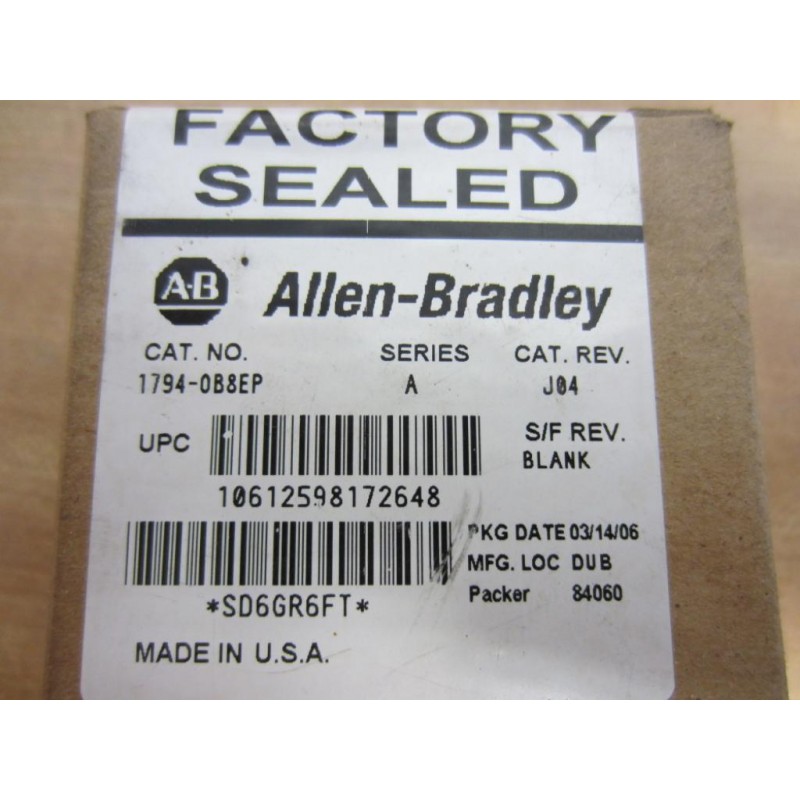 FACTORY
SEALED
A-B Allen-Bradley
CAT. NO. SERIES CAT. REV.
1794-OB8EP A J04
UPC S/F REV.
BLANK
10612598172648
PKG DATE 03/14/06
MFG. LOC DUB
Packer 84060
*SD6GR6FT*
MADE IN U.S.A.